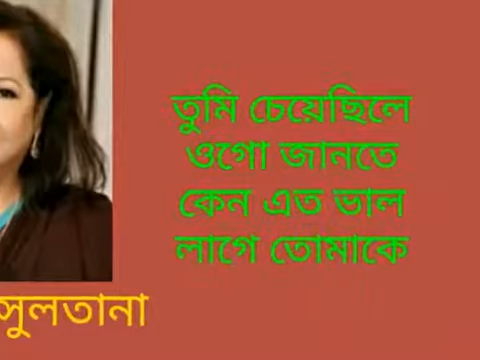 তুমি চেয়েছিলে
ওগো জানতে
কেন এত ভাল
লাগে তোমাকে
সুলতানা